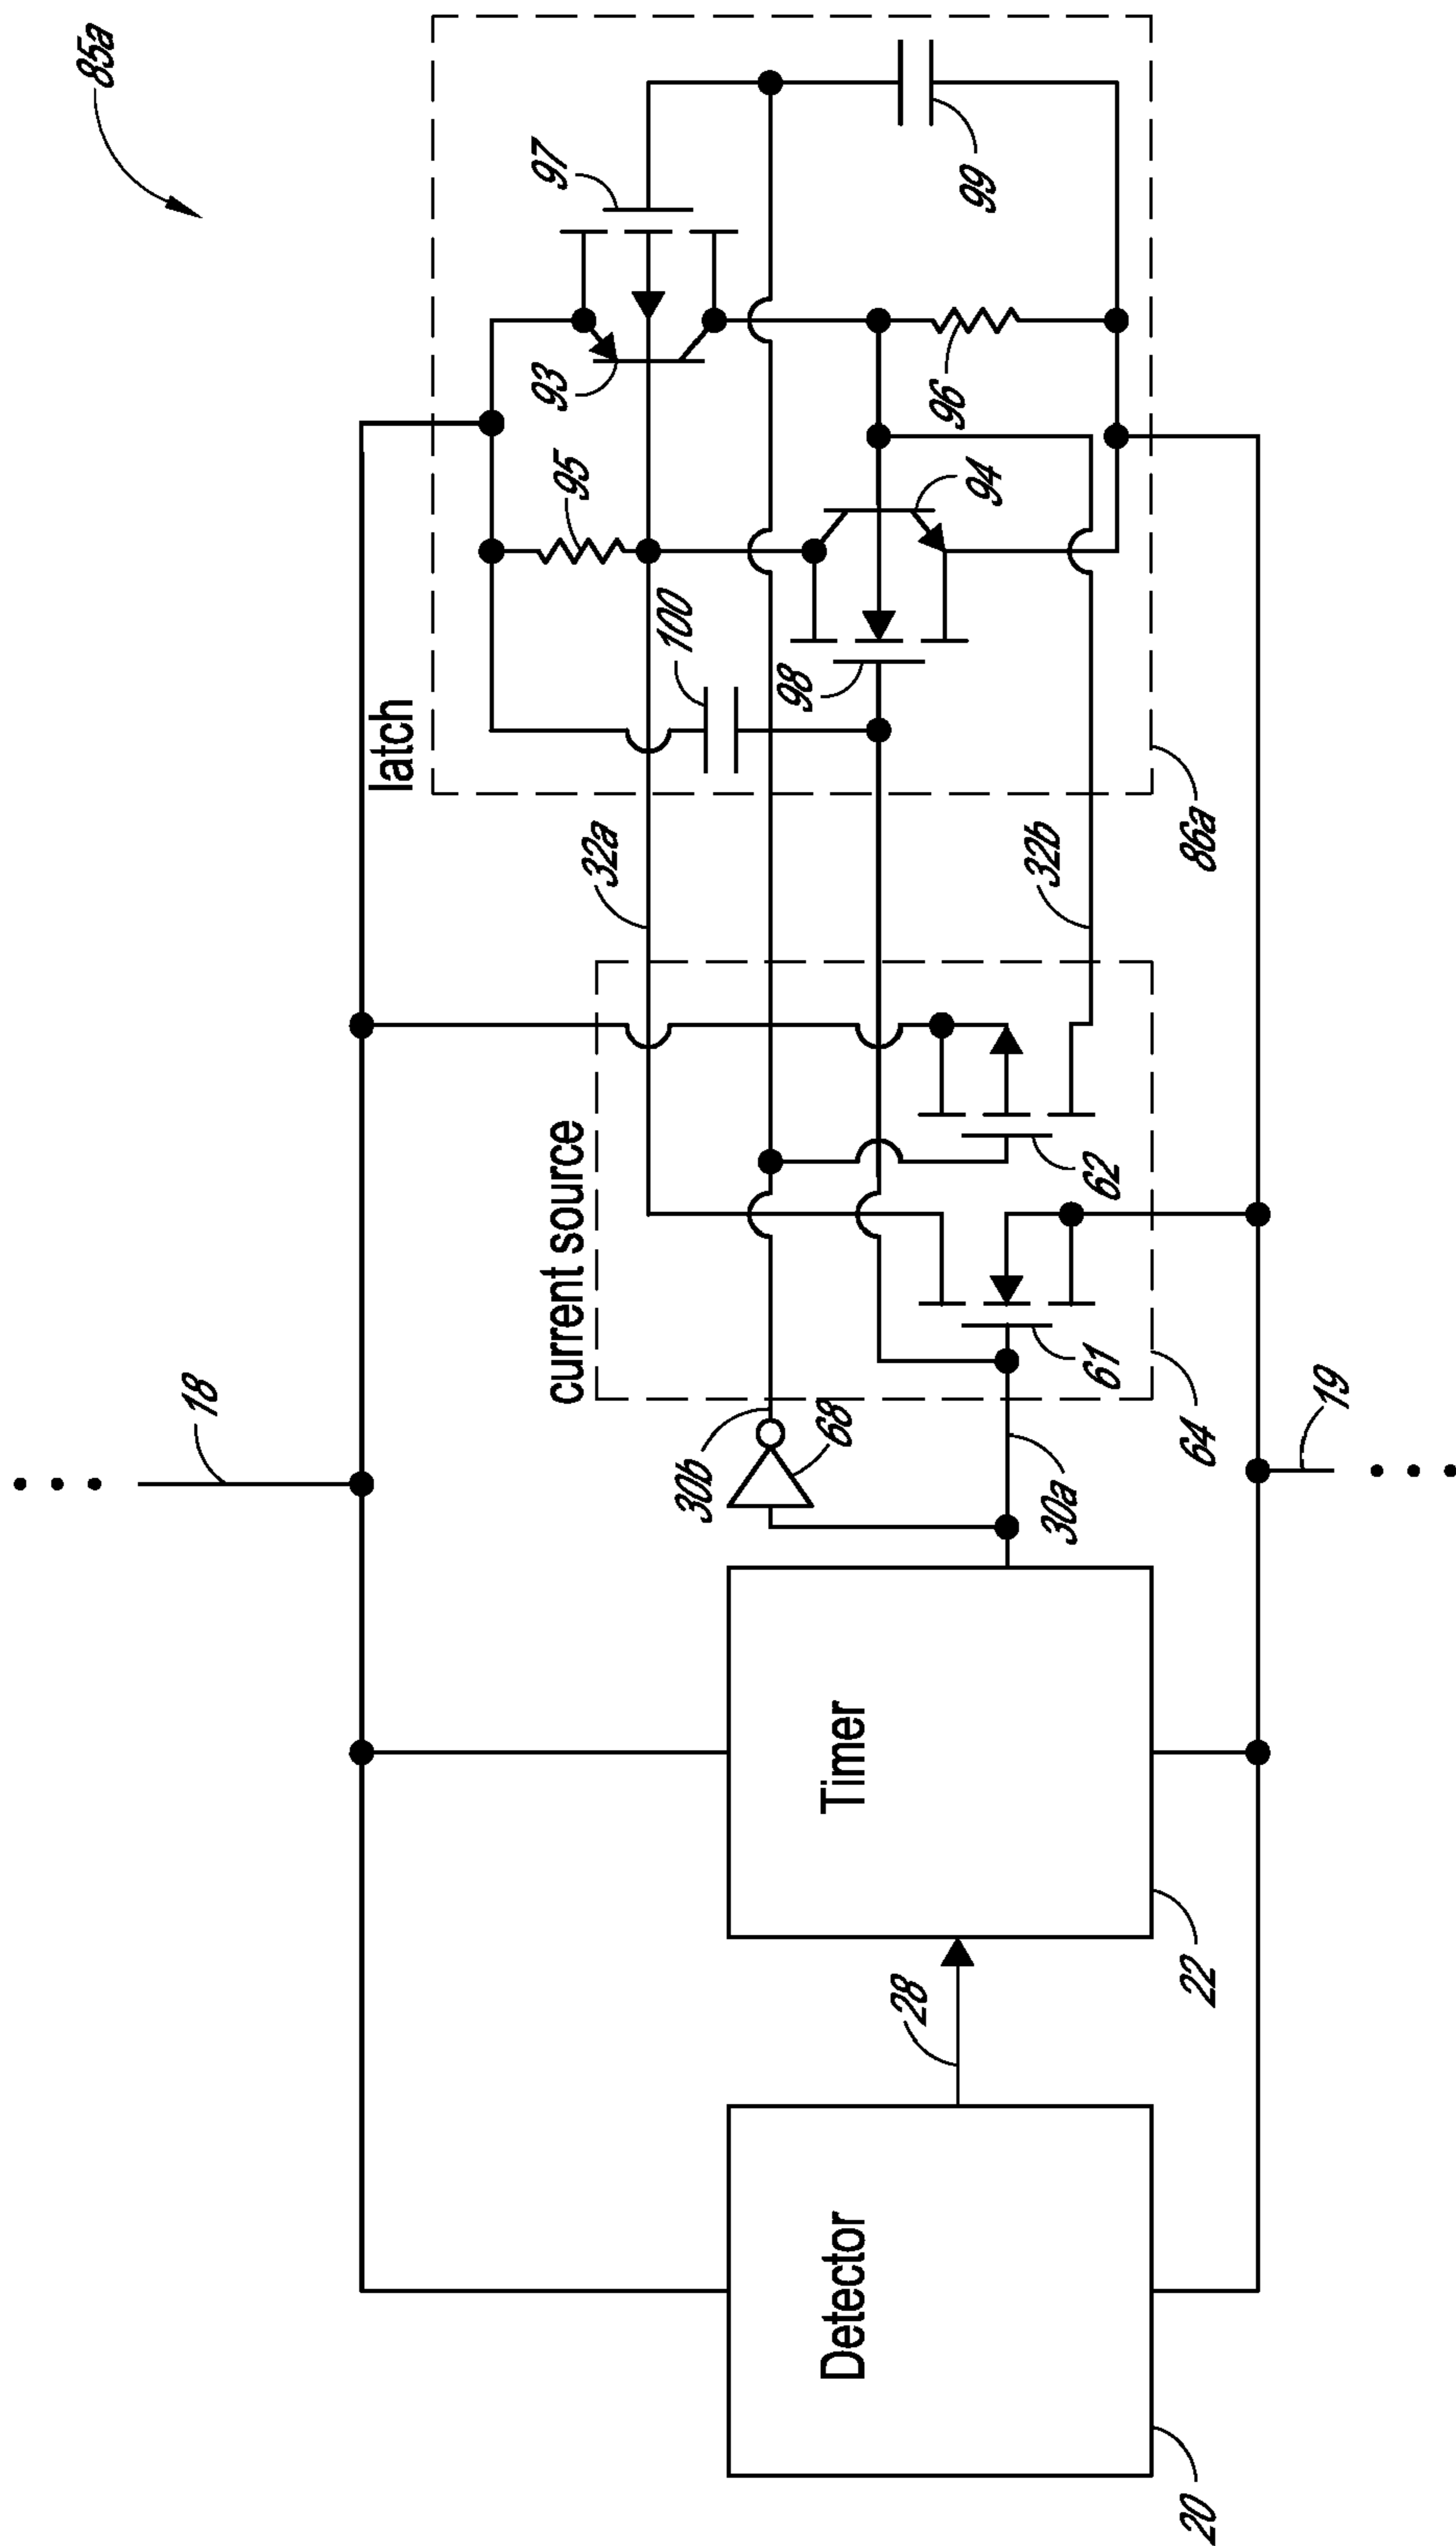 85a
18
latch
97
93
95
100
99
96
94
98
32a
32b
86a
current source
30b
68
62
61
30a
64
19
Timer
22
28
Detector
20